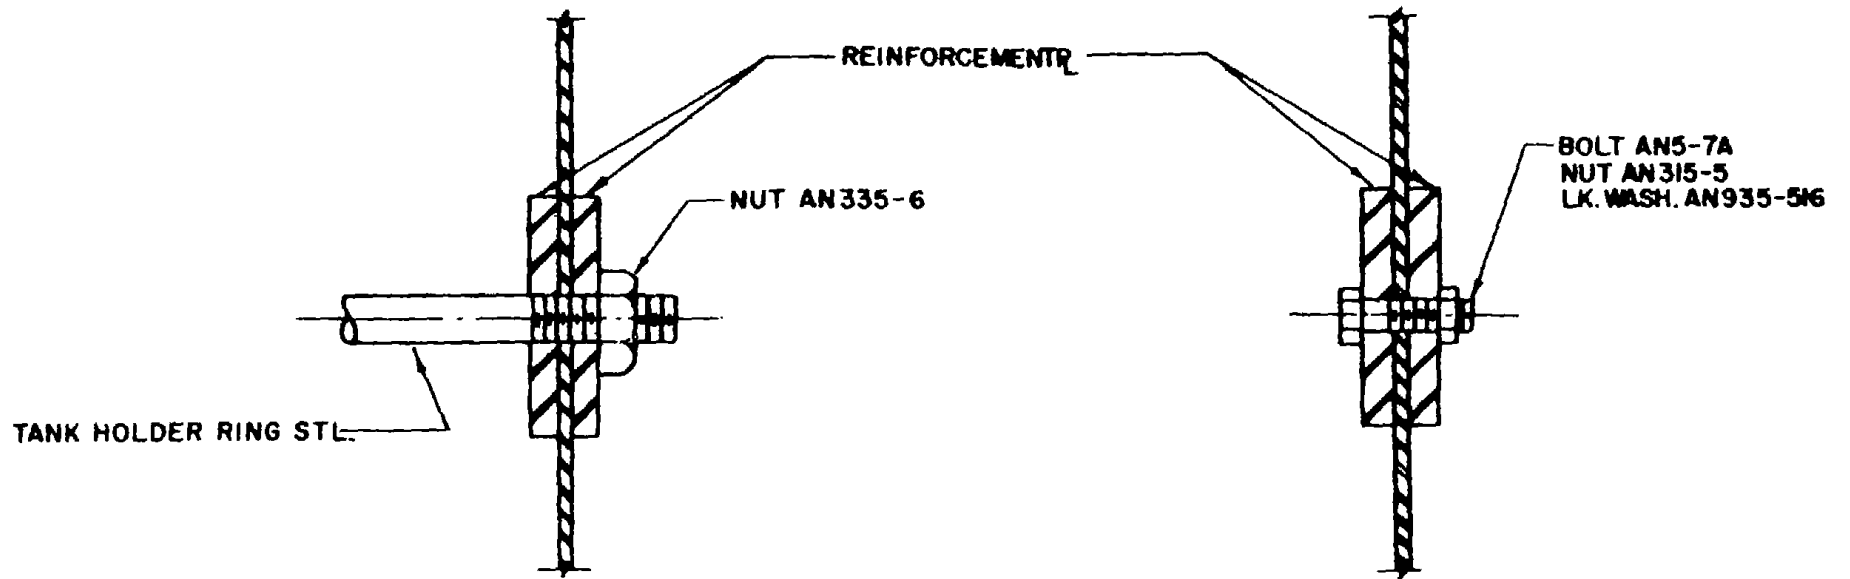 REINFORCEMENT ⅊
BOLT AN5-7A
NUT AN315-5
LK. WASH. AN935-516
NUT AN335-6
TANK HOLDER RING STL.